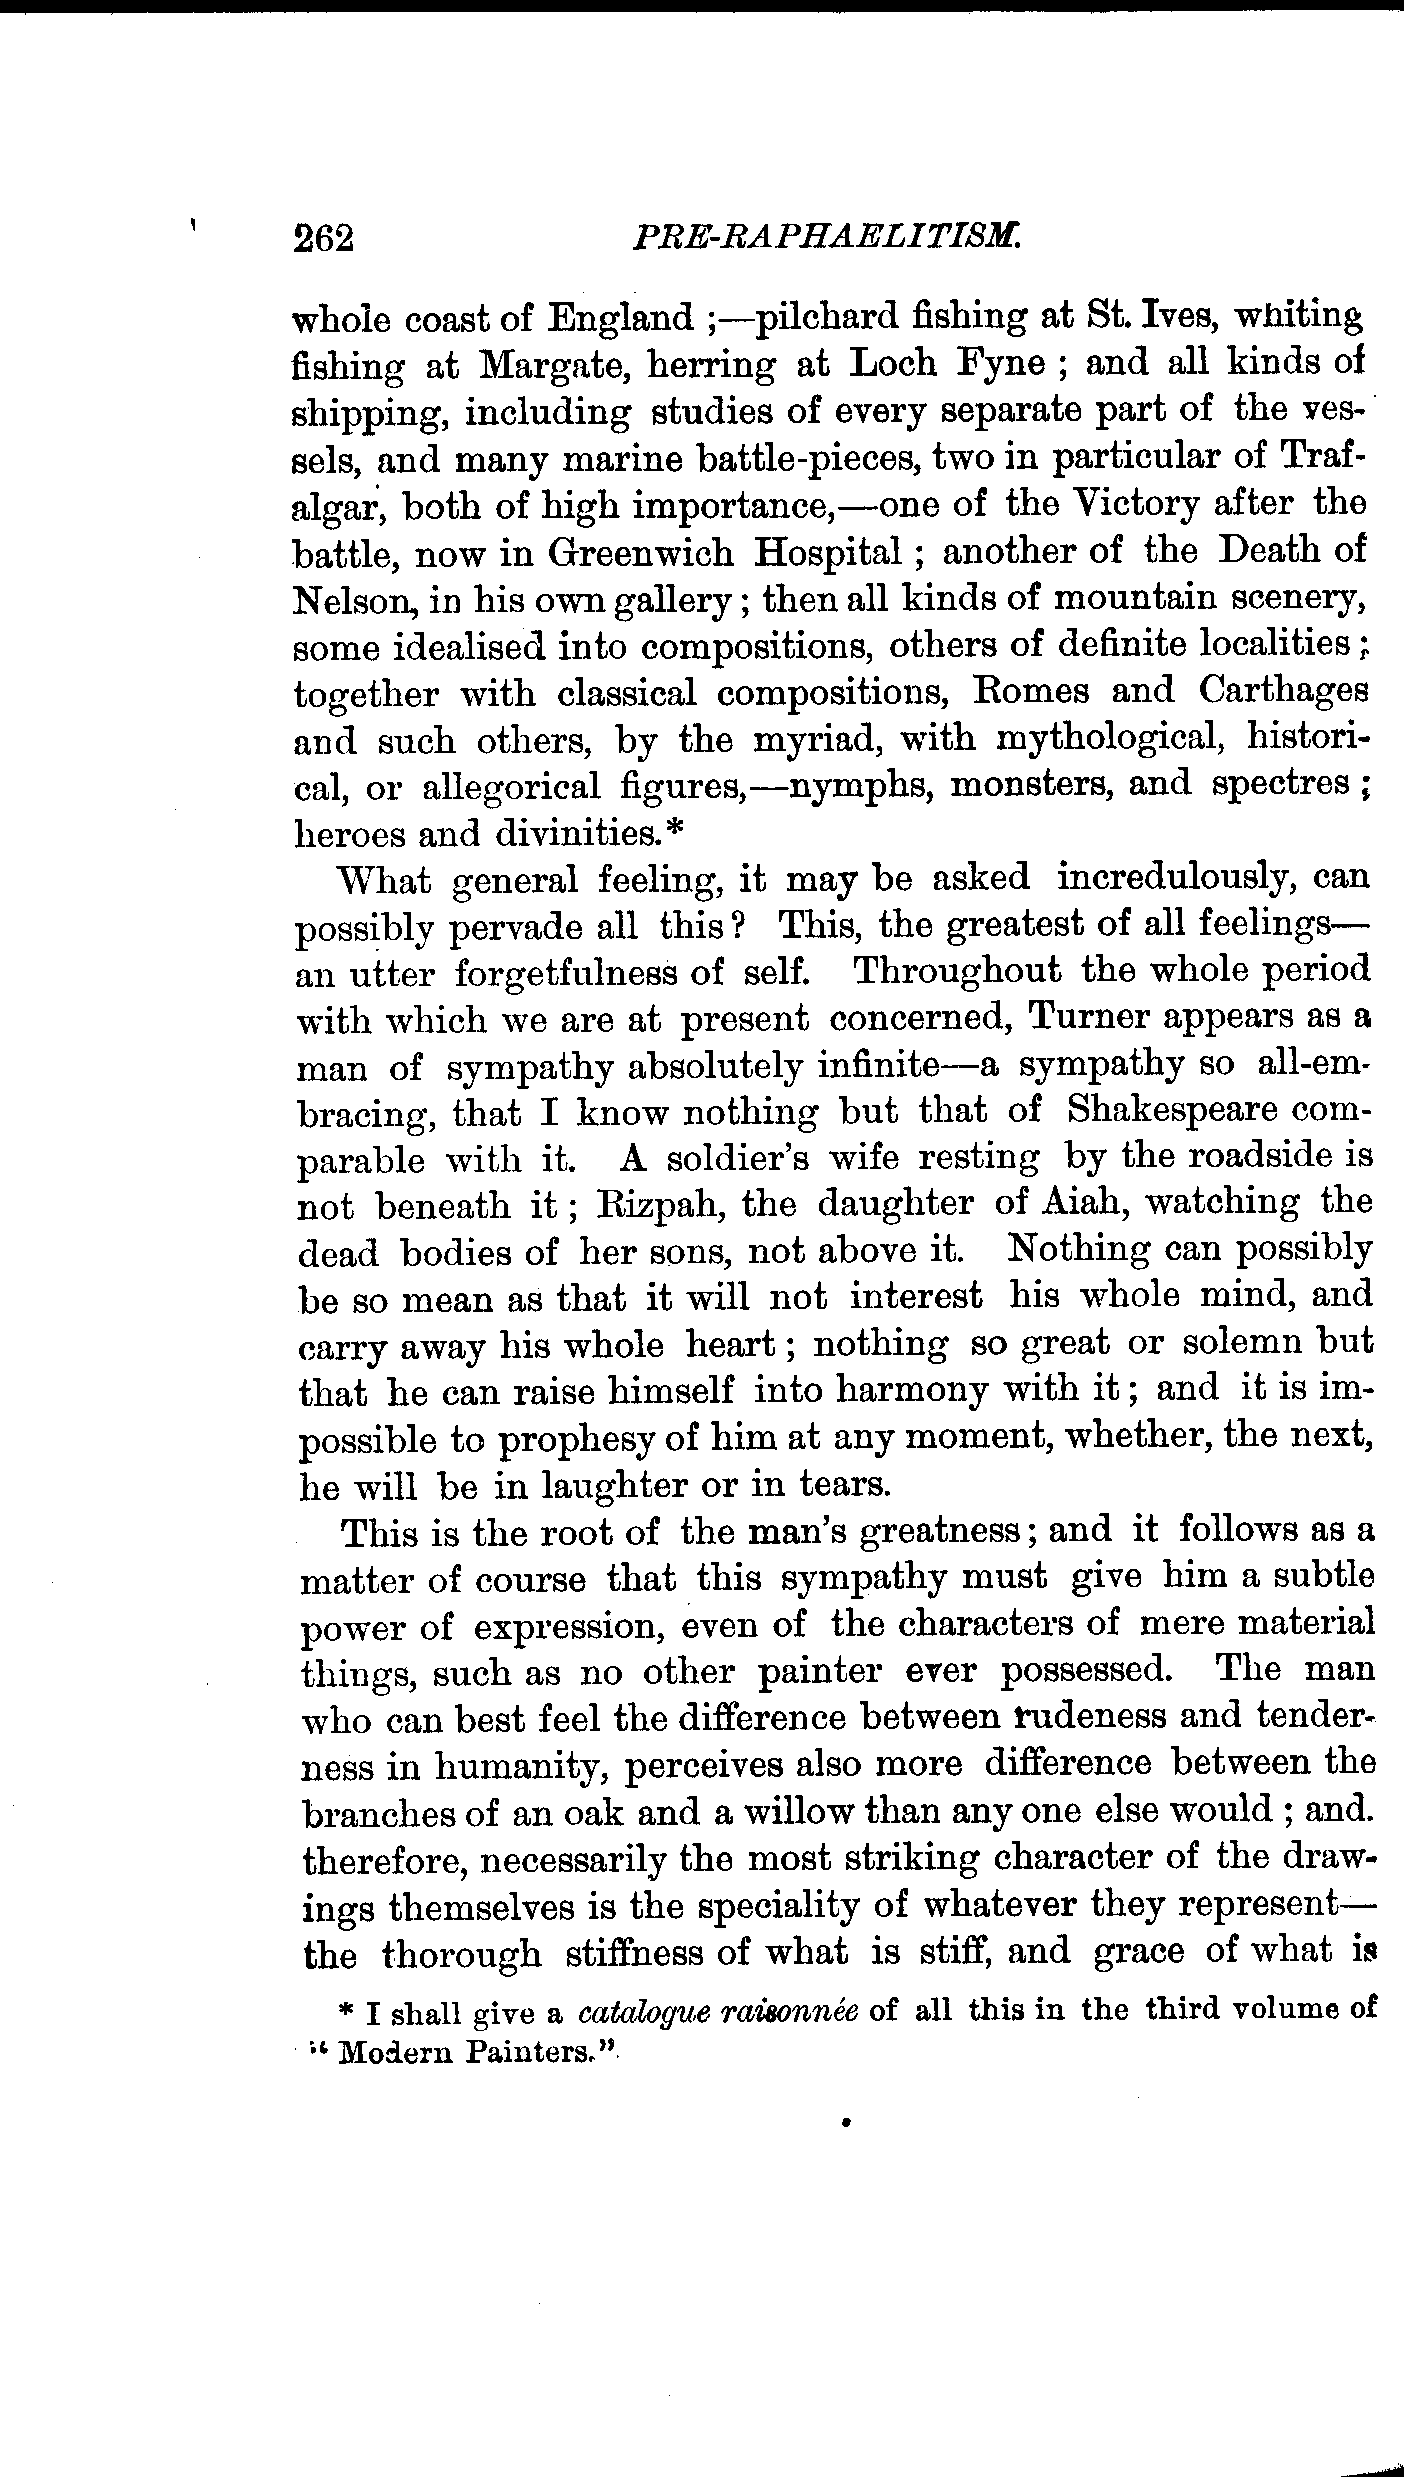 262 PRE-RAPHAELITISM.
whole coast of England ;—pilchard fishing at St. Ives, whiting
fishing at Margate, herring at Loch Fyne ; and all kinds of
shipping, including studies of every separate part of the ves-
sels, and many marine battle-pieces, two in particular of Traf-
algar, both of high importance,—one of the Victory after the
battle, now in Greenwich Hospital ; another of the Death of
Nelson, in his own gallery ; then all kinds of mountain scenery,
some idealised into compositions, others of definite localities ;
together with classical compositions, Romes and Carthages
and such others, by the myriad, with mythological, histori-
cal, or allegorical figures,—nymphs, monsters, and spectres ;
heroes and divinities.*
What general feeling, it may be asked incredulously, can
possibly pervade all this ? This, the greatest of all feelings—
an utter forgetfulness of self. Throughout the whole period
with which we are at present concerned, Turner appears as a
man of sympathy absolutely infinite—a sympathy so all-em-
bracing, that I know nothing but that of Shakespeare com-
parable with it. A soldier's wife resting by the roadside is
not beneath it ; Rizpah, the daughter of Aiah, watching the
dead bodies of her sons, not above it. Nothing can possibly
be so mean as that it will not interest his whole mind, and
carry away his whole heart ; nothing so great or solemn but
that he can raise himself into harmony with it ; and it is im-
possible to prophesy of him at any moment, whether, the next,
he will be in laughter or in tears.
This is the root of the man's greatness ; and it follows as a
matter of course that this sympathy must give him a subtle
power of expression, even of the characters of mere material
things, such as no other painter ever possessed. The man
who can best feel the difference between rudeness and tender-
ness in humanity, perceives also more difference between the
branches of an oak and a willow than any one else would ; and.
therefore, necessarily the most striking character of the draw-
ings themselves is the speciality of whatever they represent—
the thorough stiffness of what is stiff, and grace of what is
* I shall give a catalogue raisonnée of all this in the third volume of
" Modern Painters."